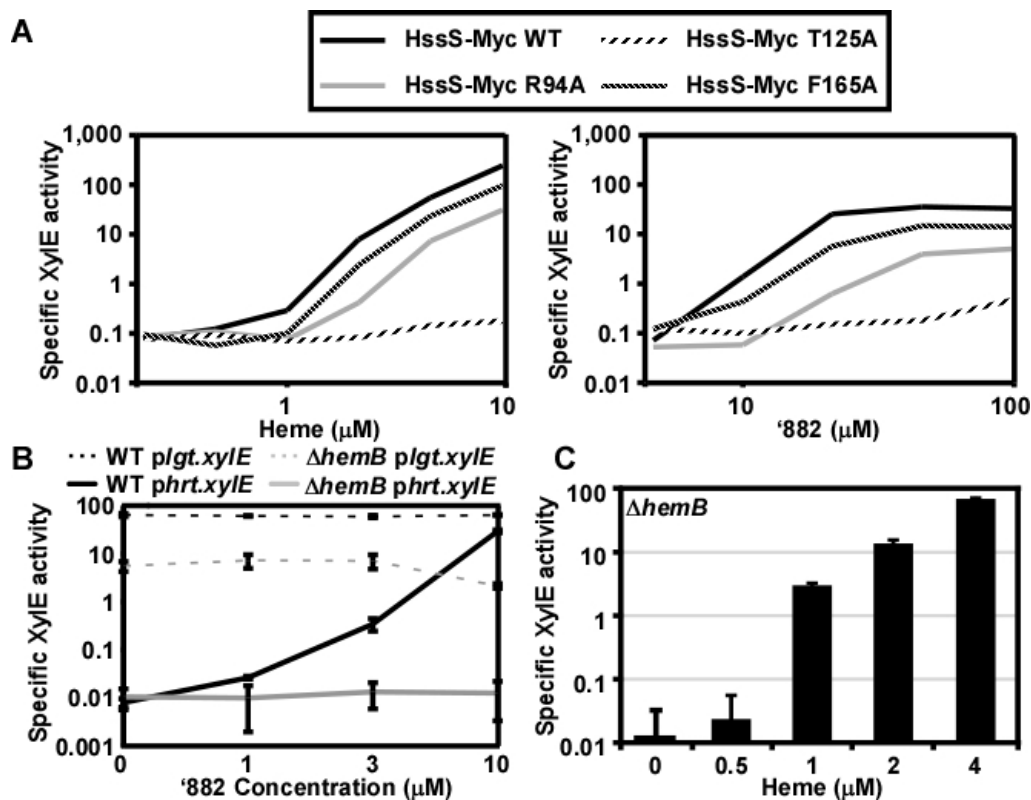 A
HssS-Myc WT
HssS-Myc T125A
HssS-Myc R94A
HssS-Myc F165A
Specific XylE activity
1,000
100
10
1
0.1
0.01
1
10
Heme (μM)
Specific XylE activity
1,000
100
10
1
0.1
0.01
10
100
‘882 (μM)
B
WT plgt.xylE
ΔhemB plgt.xylE
WT phrt.xylE
ΔhemB phrt.xylE
Specific XylE activity
100
10
1
0.1
0.01
0.001
0
1
3
10
‘882 Concentration (μM)
C
ΔhemB
Specific XylE activity
100
10
1
0.1
0.01
0
0.5
1
2
4
Heme (μM)